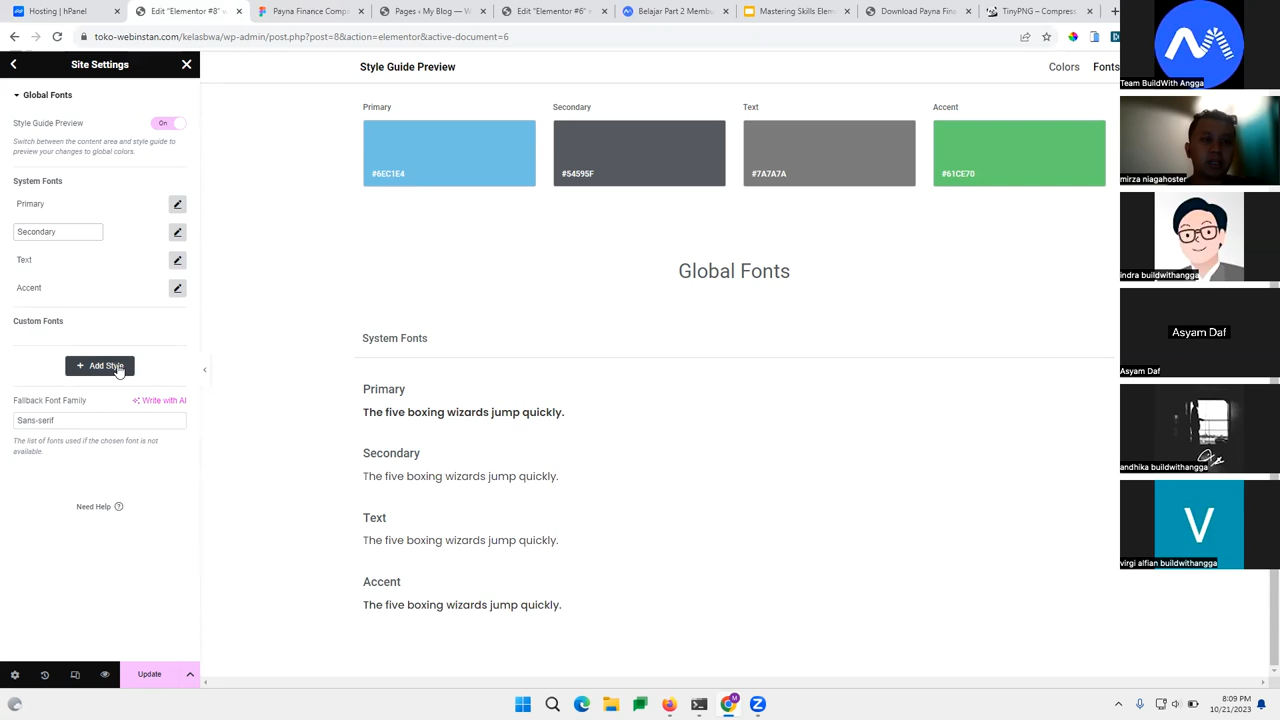 Hosting | hPanel
Edit "Elementor #8"
Payna Finance Comp
Pages ‹ My Blog —
Edit "Elementor #6"
Belajar Part 2 Memb
Mastering Skills Elem
Download Payna Fina
TinyPNG – Compress
toko-webinstan.com/kelasbwa/wp-admin/post.php?post=8&action=elementor&active-document=6
Site Settings
Global Fonts
Style Guide Preview
On
Switch between the content area and style guide to
preview your changes to global colors.
System Fonts
Primary
Secondary
Text
Accent
Custom Fonts
+ Add Style
Fallback Font Family
Write with AI
Sans-serif
The list of fonts used if the chosen font is not
available.
Need Help
Update
Style Guide Preview
Colors
Fonts
Primary
Secondary
Text
Accent
#6EC1E4
#54595F
#7A7A7A
#61CE70
Global Fonts
System Fonts
Primary
The five boxing wizards jump quickly.
Secondary
The five boxing wizards jump quickly.
Text
The five boxing wizards jump quickly.
Accent
The five boxing wizards jump quickly.
Team BuildWith Angga
mirza niagahoster
indra buildwithangga
Asyam Daf
Asyam Daf
andhika buildwithangga
V
virgi alfian buildwithangga
M
8:09 PM
10/21/2023